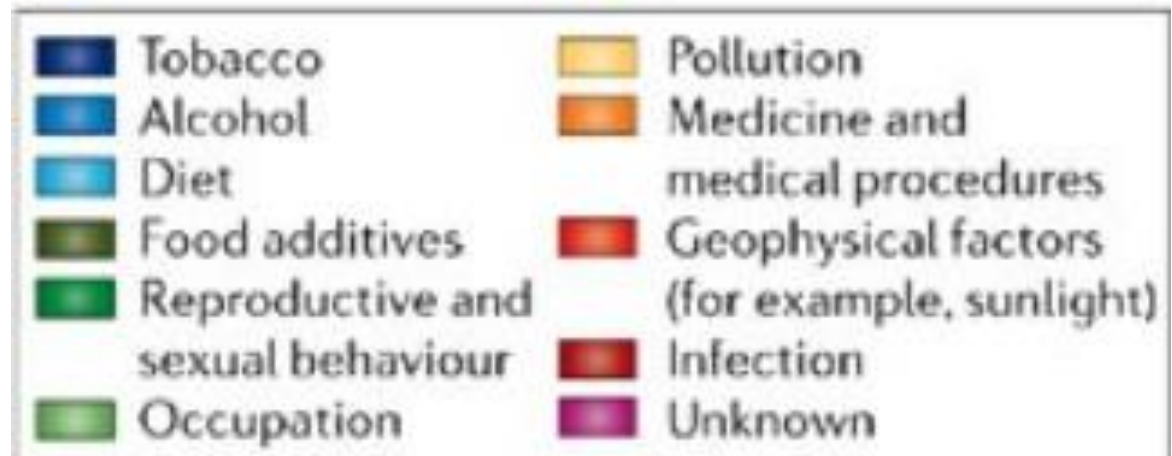 Tobacco
Alcohol
Diet
Food additives
Reproductive and
sexual behaviour
Occupation
Pollution
Medicine and
medical procedures
Geophysical factors
(for example, sunlight)
Infection
Unknown